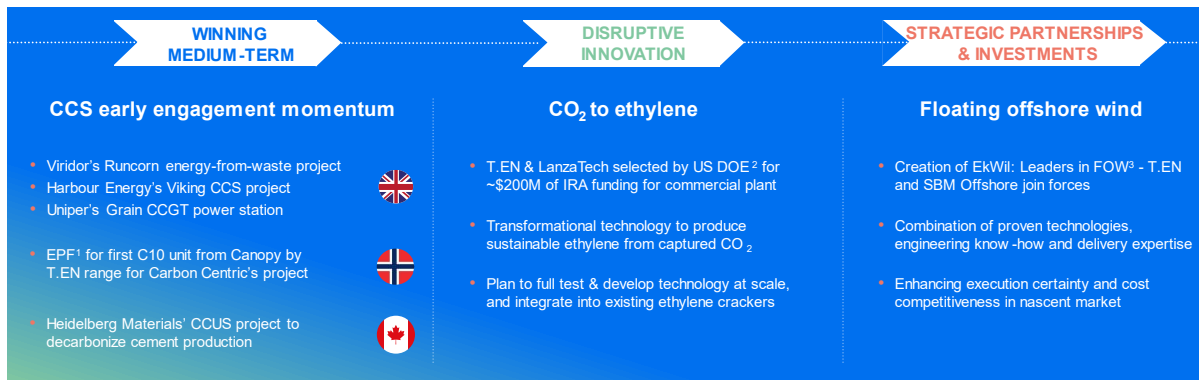 WINNING
MEDIUM-TERM
CCS early engagement momentum
• Viridor's Runcorn energy-from-waste project
• Harbour Energy's Viking CCS project
• Uniper's Grain CCGT power station
• EPF¹ for first C10 unit from Canopy by
T.EN range for Carbon Centric's project
• Heidelberg Materials' CCUS project to
decarbonize cement production
DISRUPTIVE
INNOVATION
CO₂ to ethylene
• T.EN & LanzaTech selected by US DOE² for
~$200M of IRA funding for commercial plant
• Transformational technology to produce
sustainable ethylene from captured CO₂
• Plan to full test & develop technology at scale,
and integrate into existing ethylene crackers
STRATEGIC PARTNERSHIPS
& INVESTMENTS
Floating offshore wind
• Creation of EkWil: Leaders in FOW³ - T.EN
and SBM Offshore join forces
• Combination of proven technologies,
engineering know-how and delivery expertise
• Enhancing execution certainty and cost
competitiveness in nascent market